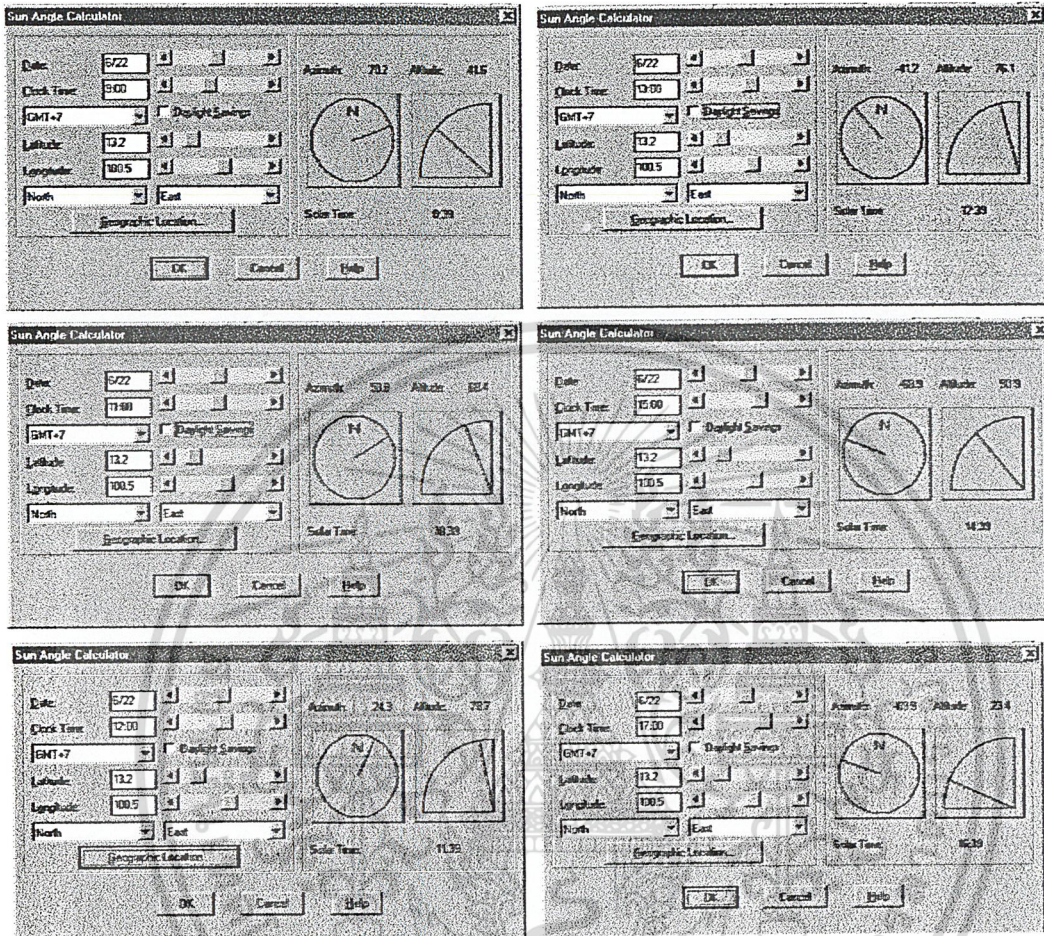 Sun Angle Calculator
Date: 6/22
Azimuth: 70.2 Altitude: 41.6
Clock Time: 9:00
GMT+7 Daylight Savings
Latitude: 13.2
Longitude: 100.5
North East
Solar Time: 8:39
Geographic Location...
OK Cancel Help
Sun Angle Calculator
Date: 6/22
Azimuth: -41.2 Altitude: 76.1
Clock Time: 13:00
GMT+7 Daylight Savings
Latitude: 13.2
Longitude: 100.5
North East
Solar Time: 12:39
Geographic Location...
OK Cancel Help
Sun Angle Calculator
Date: 6/22
Azimuth: Altitude:
Clock Time: 11:00
GMT+7 Daylight Savings
Latitude: 13.2
Longitude: 100.5
North East
Solar Time: 10:39
Geographic Location...
OK Cancel Help
Sun Angle Calculator
Date: 6/22
Azimuth: Altitude: 50.9
Clock Time: 15:00
GMT+7 Daylight Savings
Latitude: 13.2
Longitude: 100.5
North East
Solar Time: 14:39
Geographic Location...
OK Cancel Help
Sun Angle Calculator
Date: 6/22
Azimuth: 24.3 Altitude:
Clock Time: 12:00
GMT+7 Daylight Savings
Latitude: 13.2
Longitude: 100.5
North East
Solar Time: 11:39
Geographic Location...
OK Cancel Help
Sun Angle Calculator
Date: 6/22
Azimuth: Altitude: 23.4
Clock Time: 17:00
GMT+7 Daylight Savings
Latitude: 13.2
Longitude: 100.5
North East
Solar Time: 16:39
Geographic Location...
OK Cancel Help